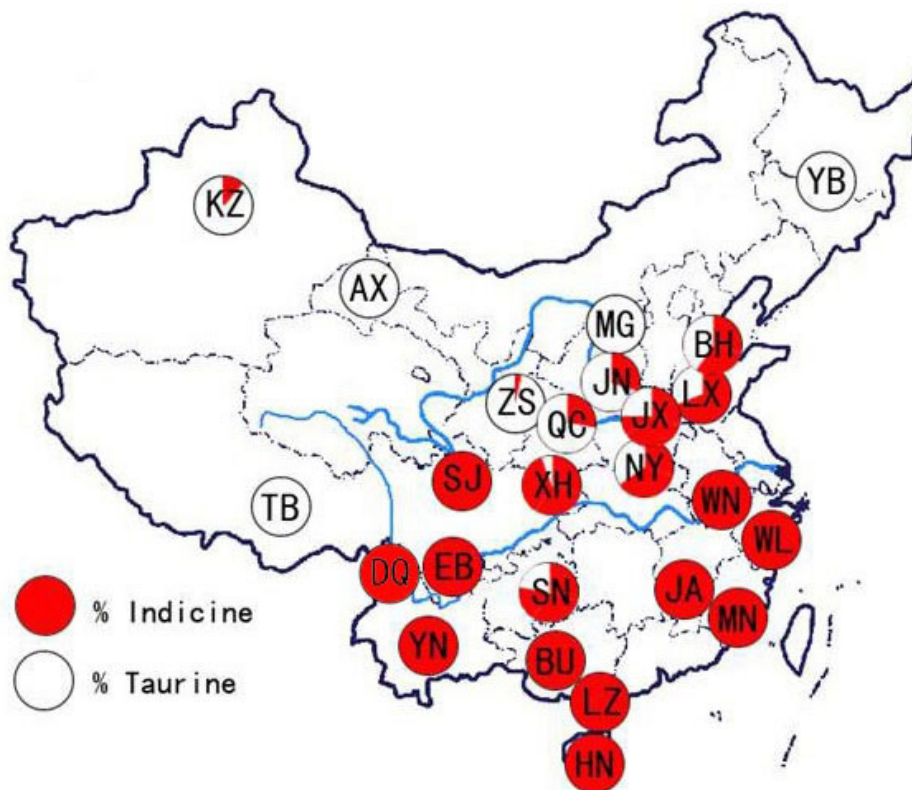 YB
KZ
AX
MG
BH
JN
LX
ZS
JX
QC
NY
SJ
XH
WN
TB
WL
DQ
EB
SN
JA
MN
YN
BU
LZ
HN
% Indicine
% Taurine